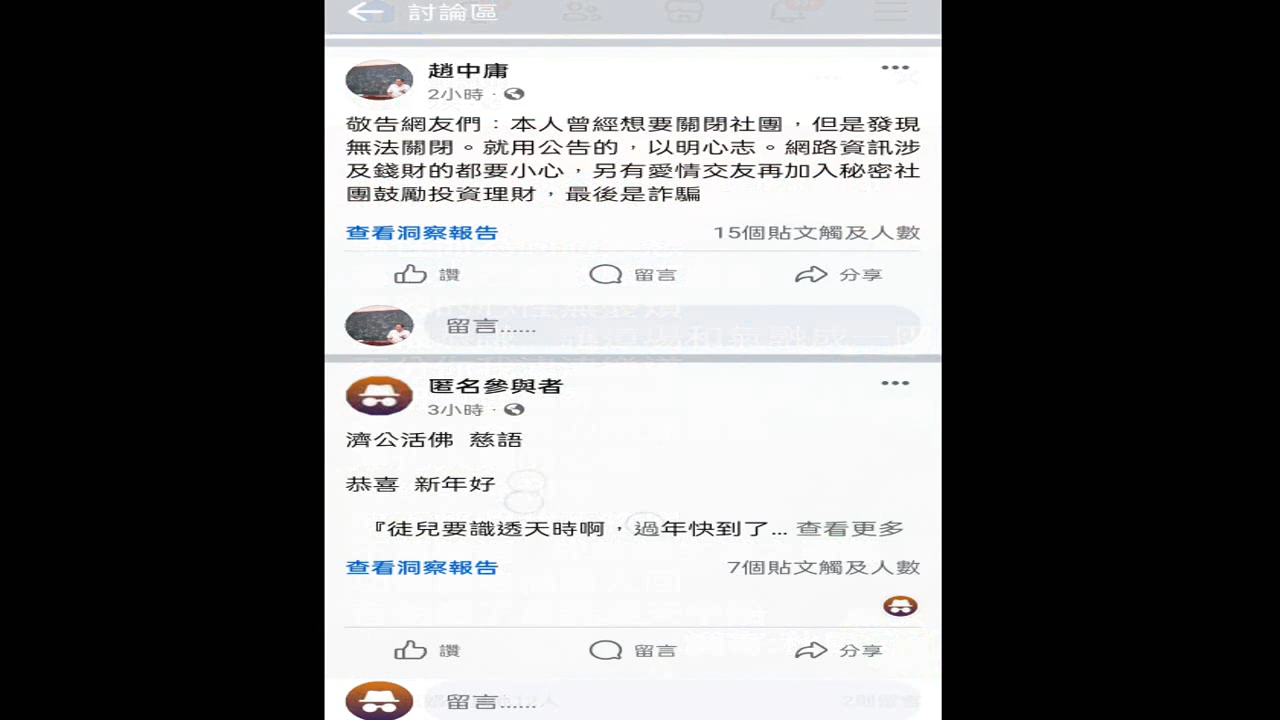 討論區
趙中庸
2小時 ·
敬告網友們：本人曾經想要關閉社團，但是發現
無法關閉。就用公告的，以明心志。網路資訊涉
及錢財的都要小心，另有愛情交友再加入秘密社
團鼓勵投資理財，最後是詐騙
查看洞察報告 15個貼文觸及人數
讚 留言 分享
留言......
匿名參與者
3小時 ·
濟公活佛 慈語
恭喜 新年好
『徒兒要識透天時啊，過年快到了... 查看更多
查看洞察報告 7個貼文觸及人數
讚 留言 分享
留言......